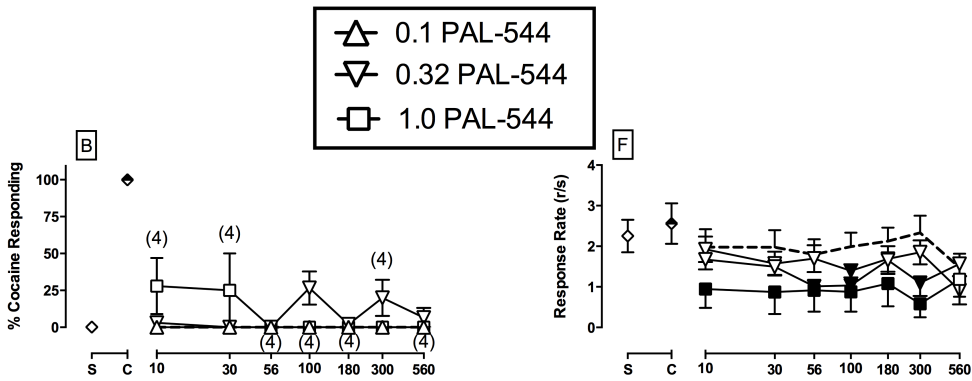 0.1 PAL-544
0.32 PAL-544
1.0 PAL-544
B
% Cocaine Responding
100
75
50
25
0
(4)
(4)
(4)
(4)
(4)
(4)
(4)
S C 10 30 56 100 180 300 560
F
Response Rate (r/s)
4
3
2
1
0
S C 10 30 56 100 180 300 560